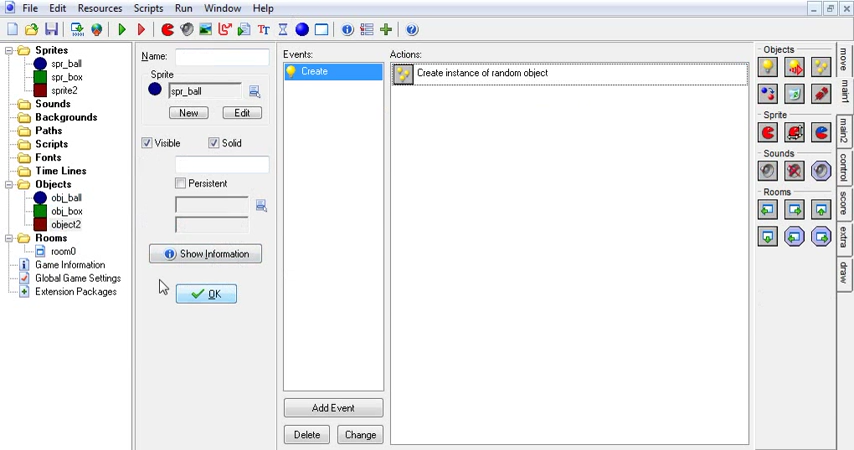 File Edit Resources Scripts Run Window Help
Sprites
spr_ball
spr_box
sprite2
Sounds
Backgrounds
Paths
Scripts
Fonts
Time Lines
Objects
obj_ball
obj_box
object2
Rooms
room0
Game Information
Global Game Settings
Extension Packages
Name:
Sprite
spr_ball
New Edit
Visible Solid
Persistent
Show Information
OK
Events:
Create
Add Event
Delete Change
Actions:
Create instance of random object
Objects
Sprite
Sounds
Rooms
move
main1
main2
control
score
extra
draw